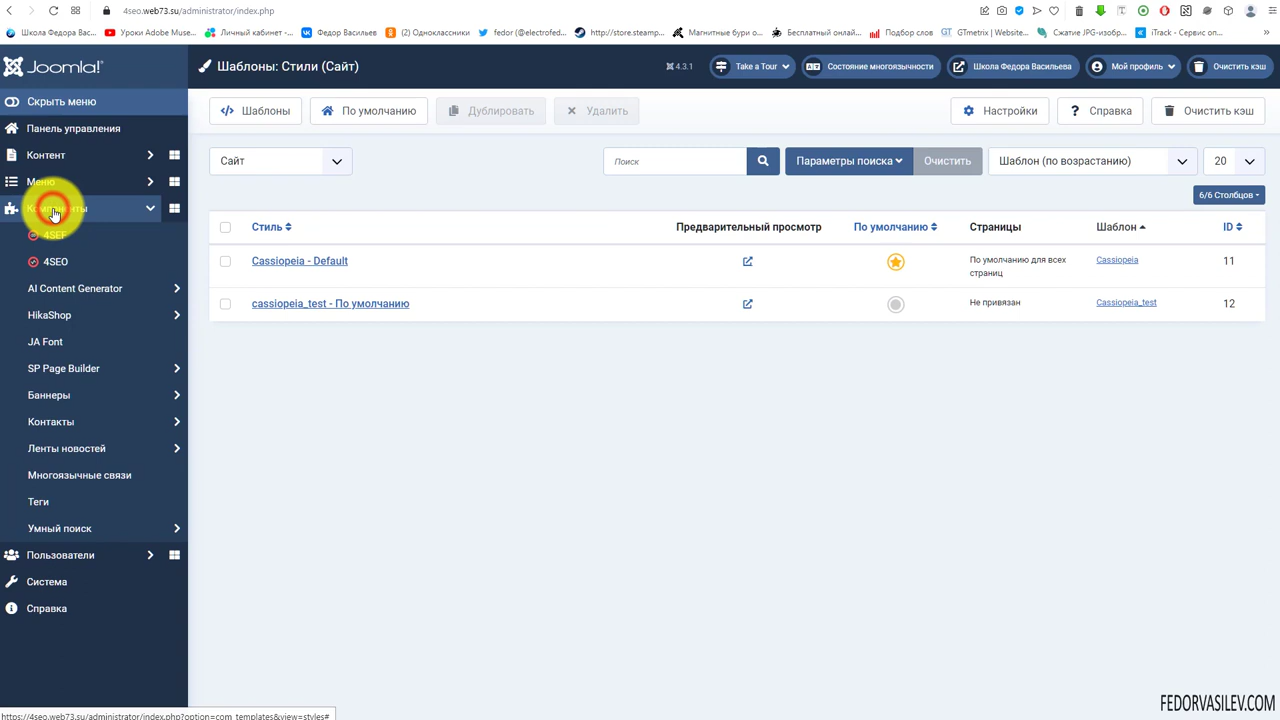 4seo.web73.su/administrator/index.php
Школа Федора Вас...
Уроки Adobe Muse...
Личный кабинет -...
Федор Васильев
(2) Одноклассники
fedor (@electrofed...
http://store.steamp...
Магнитные бури о...
Бесплатный онлай...
Подбор слов
GTmetrix | Website...
Сжатие JPG-изобр...
iTrack - Сервис оп...
Joomla!
Шаблоны: Стили (Сайт)
4.3.1
Take a Tour
Состояние многоязычности
Школа Федора Васильева
Мой профиль
Очистить кэш
Скрыть меню
Панель управления
Контент
Меню
Компоненты
4SEF
4SEO
AI Content Generator
HikaShop
JA Font
SP Page Builder
Баннеры
Контакты
Ленты новостей
Многоязычные связи
Теги
Умный поиск
Пользователи
Система
Справка
Шаблоны
По умолчанию
Дублировать
Удалить
Настройки
Справка
Очистить кэш
Сайт
Поиск
Параметры поиска
Очистить
Шаблон (по возрастанию)
20
6/6 Столбцов
Стиль
Предварительный просмотр
По умолчанию
Страницы
Шаблон
ID
Cassiopeia - Default
По умолчанию для всех
страниц
Cassiopeia
11
cassiopeia_test - По умолчанию
Не привязан
Cassiopeia_test
12
https://4seo.web73.su/administrator/index.php?option=com_templates&view=styles#
FEDORVASILEV.COM